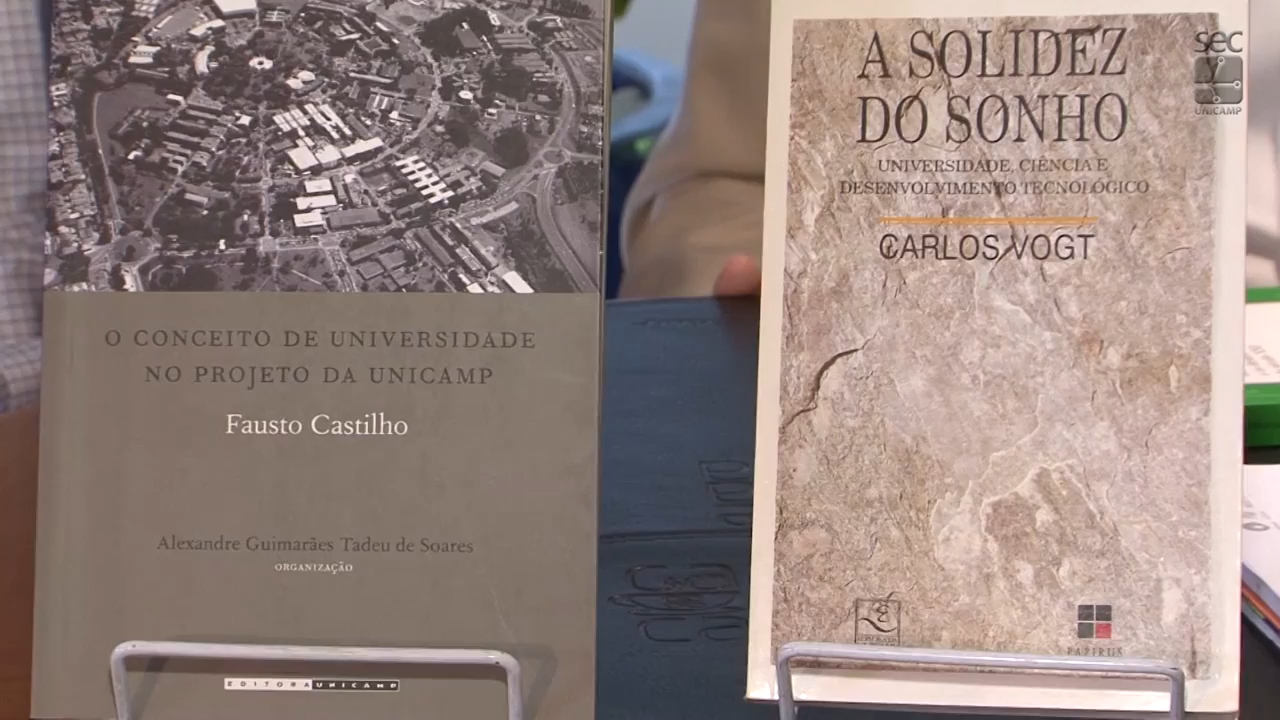 O CONCEITO DE UNIVERSIDADE
NO PROJETO DA UNICAMP
Fausto Castilho
Alexandre Guimarães Tadeu de Soares
ORGANIZAÇÃO
EDITORA UNICAMP
A SOLIDEZ
DO SONHO
UNIVERSIDADE, CIÊNCIA E
DESENVOLVIMENTO TECNOLÓGICO
CARLOS VOGT
PAPIRUS
sec
UNICAMP